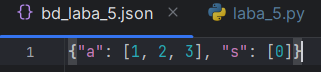 bd_laba_5.json × laba_5.py
1 {"a": [1, 2, 3], "s": [0]}